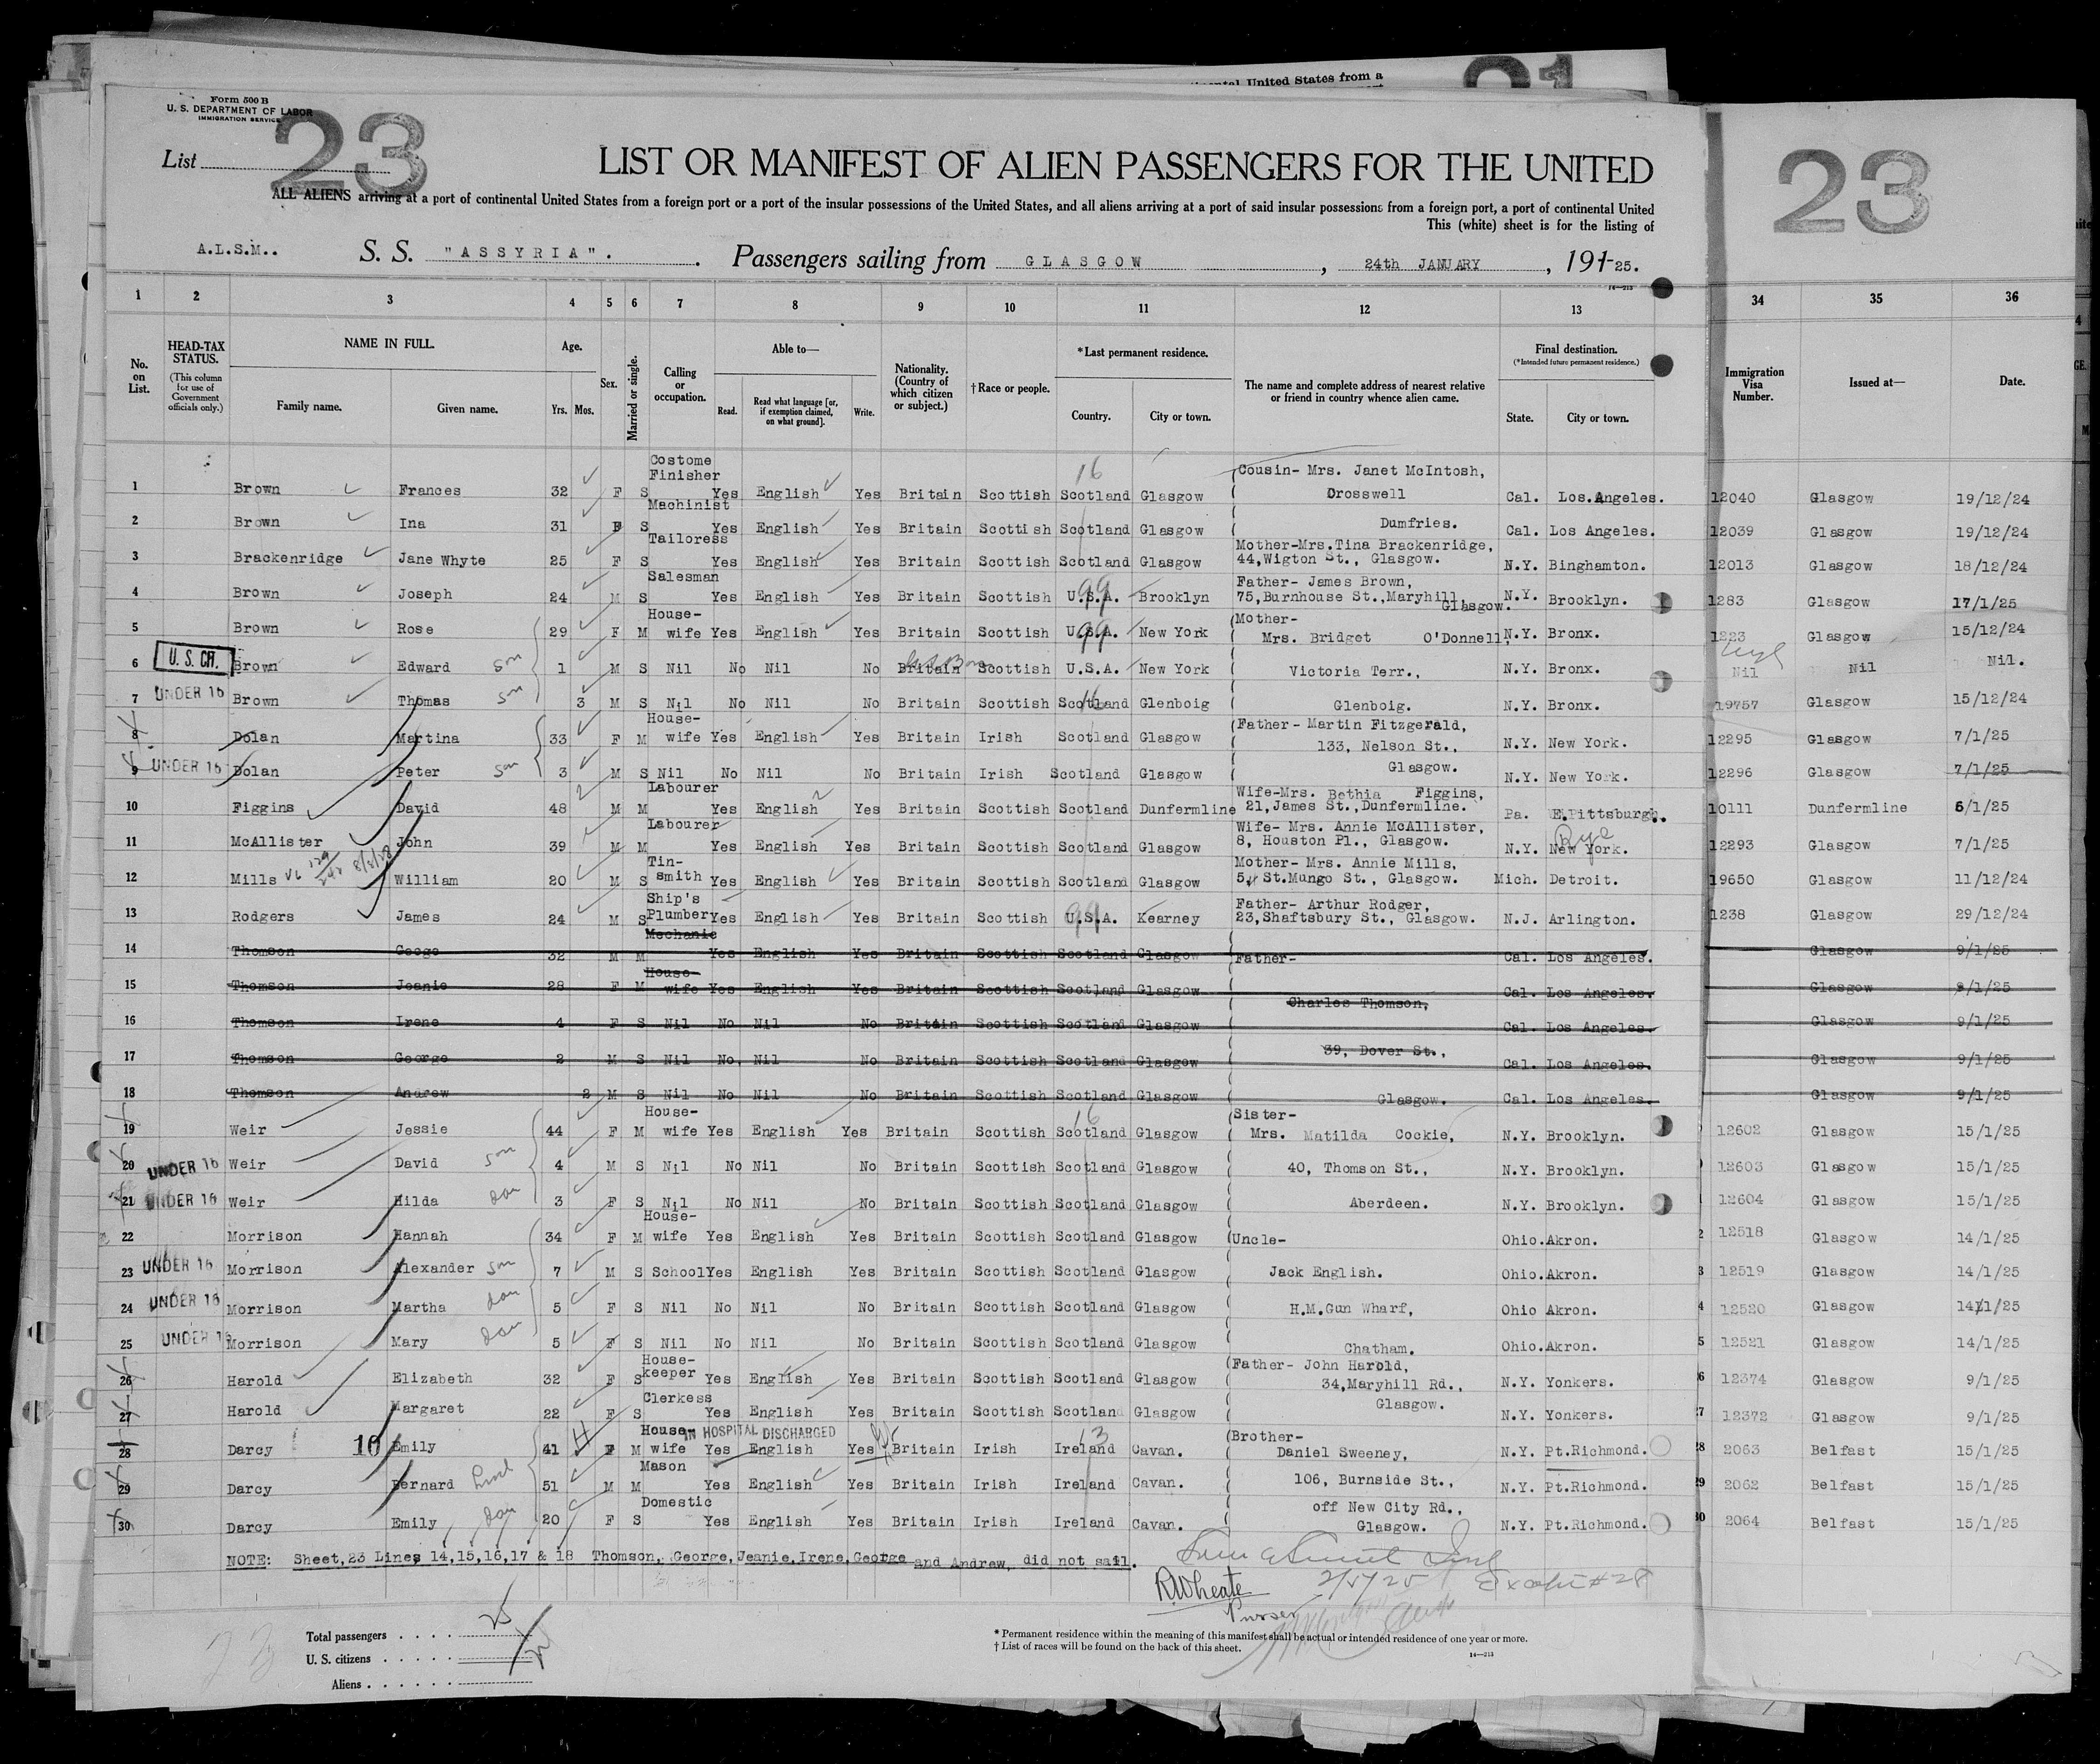 21
ntal United States from a
Form 500 B
U. S. DEPARTMENT OF LABOR
IMMIGRATION SERVICE
List 23
23
LIST OR MANIFEST OF ALIEN PASSENGERS FOR THE UNITED
ALL ALIENS arriving at a port of continental United States from a foreign port or a port of the insular possessions of the United States, and all aliens arriving at a port of said insular possessions from a foreign port, a port of continental United
This (white) sheet is for the listing of
A.L.S.M.. S. S. "ASSYRIA". Passengers sailing from GLASGOW, 24th JANUARY, 191-25.
14—213
1 2 3 4 5 6 7 8 9 10 11 12 13 34 35 36
No. on List. HEAD-TAX STATUS. (This column for use of Government officials only.) NAME IN FULL. Family name. Given name. Age. Yrs. Mos. Sex. Married or single. Calling or occupation. Able to— Read. Read what language [or, if exemption claimed, on what ground]. Write. Nationality. (Country of which citizen or subject.) † Race or people. * Last permanent residence. Country. City or town. The name and complete address of nearest relative or friend in country whence alien came. Final destination. (* Intended future permanent residence.) State. City or town. Immigration Visa Number. Issued at— Date.
1 Brown Frances 32 F S Costome Finisher Yes English Yes Britain Scottish Scotland 16 Glasgow Cousin- Mrs. Janet McIntosh, Drosswell Cal. Los.Angeles. 12040 Glasgow 19/12/24
2 Brown Ina 31 F S Machinist Yes English Yes Britain Scottish Scotland Glasgow Dumfries. Cal. Los Angeles. 12039 Glasgow 19/12/24
3 Brackenridge Jane Whyte 25 F S Tailoress Yes English Yes Britain Scottish Scotland Glasgow Mother-Mrs.Tina Brackenridge, 44,Wigton St., Glasgow. N.Y. Binghamton. 12013 Glasgow 18/12/24
4 Brown Joseph 24 M S Salesman Yes English Yes Britain Scottish U.S.A. 99 Brooklyn Father- James Brown, 75,Burnhouse St.,Maryhill, Glasgow. N.Y. Brooklyn. 1283 Glasgow 17/1/25
5 Brown Rose 29 F M House-wife Yes English Yes Britain Scottish U.S.A. 99 New York Mother- Mrs. Bridget O'Donnell, N.Y. Bronx. 1223 Glasgow 15/12/24
6 U. S. CIT. Brown Edward son 1 M S Nil No Nil No Britain Scottish U.S.A. New York Victoria Terr., N.Y. Bronx. Nil Nil Nil.
7 UNDER 16 Brown Thomas son 3 M S Nil No Nil No Britain Scottish Scotland 16 Glenboig Glenboig. N.Y. Bronx. 19757 Glasgow 15/12/24
8 Dolan Martina 33 F M House-wife Yes English Yes Britain Irish Scotland Glasgow Father- Martin Fitzgerald, 133, Nelson St., N.Y. New York. 12295 Glasgow 7/1/25
9 UNDER 16 Dolan Peter son 3 M S Nil No Nil No Britain Irish Scotland Glasgow Glasgow. N.Y. New York. 12296 Glasgow 7/1/25
10 Figgins David 48 M M Labourer Yes English Yes Britain Scottish Scotland Dunfermline Wife-Mrs. Bethia Figgins, 21,James St.,Dunfermline. Pa. E.Pittsburgh. 10111 Dunfermline 6/1/25
11 McAllister John 39 M M Labourer Yes English Yes Britain Scottish Scotland Glasgow Wife- Mrs. Annie McAllister, 8, Houston Pl., Glasgow. N.Y. New York. 12293 Glasgow 7/1/25
12 Mills William 20 M S Tin-smith Yes English Yes Britain Scottish Scotland Glasgow Mother- Mrs. Annie Mills, 5, St.Mungo St., Glasgow. Mich. Detroit. 19650 Glasgow 11/12/24
13 Rodgers James 24 M S Ship's Plumber Yes English Yes Britain Scottish U.S.A. 99 Kearney Father- Arthur Rodger, 23,Shaftsbury St., Glasgow. N.J. Arlington. 1238 Glasgow 29/12/24
14 Thomson Geoge 32 M M Mechanic Yes English Yes Britain Scottish Scotland Glasgow Father- Cal. Los Angeles. Glasgow 9/1/25
15 Thomson Jeanie 28 F M House-wife Yes English Yes Britain Scottish Scotland Glasgow Charles Thomson, Cal. Los Angeles. Glasgow 9/1/25
16 Thomson Irene 4 F S Nil No Nil No Britain Scottish Scotland Glasgow Cal. Los Angeles. Glasgow 9/1/25
17 Thomson George 2 M S Nil No Nil No Britain Scottish Scotland Glasgow 39, Dover St., Cal. Los Angeles. Glasgow 9/1/25
18 Thomson Andrew 2 M S Nil No Nil No Britain Scottish Scotland Glasgow Glasgow. Cal. Los Angeles. Glasgow 9/1/25
19 Weir Jessie 44 F M House-wife Yes English Yes Britain Scottish Scotland 16 Glasgow Sister- Mrs. Matilda Cockie, N.Y. Brooklyn. 12602 Glasgow 15/1/25
20 UNDER 16 Weir David son 4 M S Nil No Nil No Britain Scottish Scotland Glasgow 40, Thomson St., N.Y. Brooklyn. 12603 Glasgow 15/1/25
21 UNDER 16 Weir Hilda dau 3 F S Nil No Nil No Britain Scottish Scotland Glasgow Aberdeen. N.Y. Brooklyn. 12604 Glasgow 15/1/25
22 Morrison Hannah 34 F M House-wife Yes English Yes Britain Scottish Scotland Glasgow Uncle- Ohio. Akron. 12518 Glasgow 14/1/25
23 UNDER 16 Morrison Alexander son 7 M S School Yes English Yes Britain Scottish Scotland Glasgow Jack English. Ohio. Akron. 12519 Glasgow 14/1/25
24 UNDER 16 Morrison Martha dau 5 F S Nil No Nil No Britain Scottish Scotland Glasgow H.M.Gun Wharf, Ohio Akron. 12520 Glasgow 14/1/25
25 UNDER 16 Morrison Mary dau 5 F S Nil No Nil No Britain Scottish Scotland Glasgow Chatham. Ohio. Akron. 12521 Glasgow 14/1/25
26 Harold Elizabeth 32 F S House-keeper Yes English Yes Britain Scottish Scotland Glasgow Father- John Harold, 34,Maryhill Rd., N.Y. Yonkers. 12374 Glasgow 9/1/25
27 Harold Margaret 22 F S Clerkess Yes English Yes Britain Scottish Scotland Glasgow Glasgow. N.Y. Yonkers. 12372 Glasgow 9/1/25
28 Darcy 10 Emily 41 F M House-wife IN HOSPITAL DISCHARGED Yes English Yes Britain Irish Ireland 13 Cavan. Brother- Daniel Sweeney, N.Y. Pt.Richmond. 2063 Belfast 15/1/25
29 Darcy Bernard 51 M M Mason Yes English Yes Britain Irish Ireland Cavan. 106, Burnside St., N.Y. Pt.Richmond. 2062 Belfast 15/1/25
30 Darcy Emily dau 20 F S Domestic Yes English Yes Britain Irish Ireland Cavan. off New City Rd., Glasgow. N.Y. Pt.Richmond. 2064 Belfast 15/1/25
NOTE: Sheet,23 Lines 14,15,16,17 & 18 Thomson, George,Jeanie,Irene,George and Andrew, did not sail.
2/5/25 Except #28
Purser
Total passengers
U. S. citizens
Aliens
* Permanent residence within the meaning of this manifest shall be actual or intended residence of one year or more.
† List of races will be found on the back of this sheet.
14—213